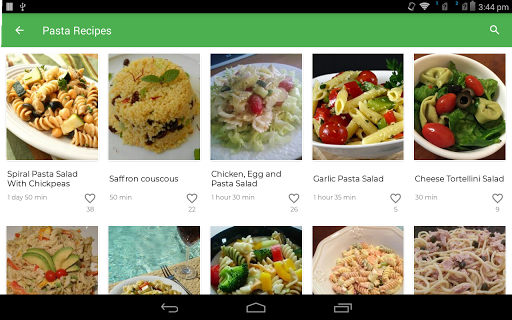 3:44 pm
Pasta Recipes
Spiral Pasta Salad
With Chickpeas
1 day 50 min
38
Saffron couscous
50 min
22
Chicken, Egg and
Pasta Salad
1 hour 30 min
26
Garlic Pasta Salad
1 hour 35 min
5
Cheese Tortellini Salad
30 min
9